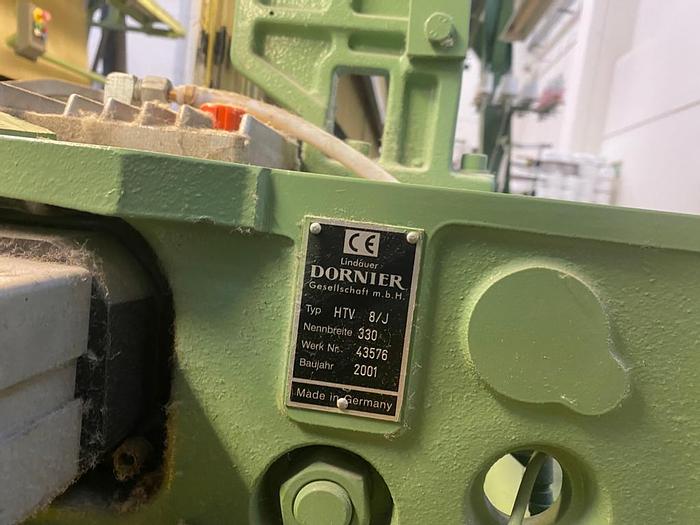 CE
Lindauer
DORNIER
Gesellschaft m.b.H.
Typ HTV 8/J
Nennbreite 330
Werk Nr. 43576
Baujahr 2001
Made in Germany